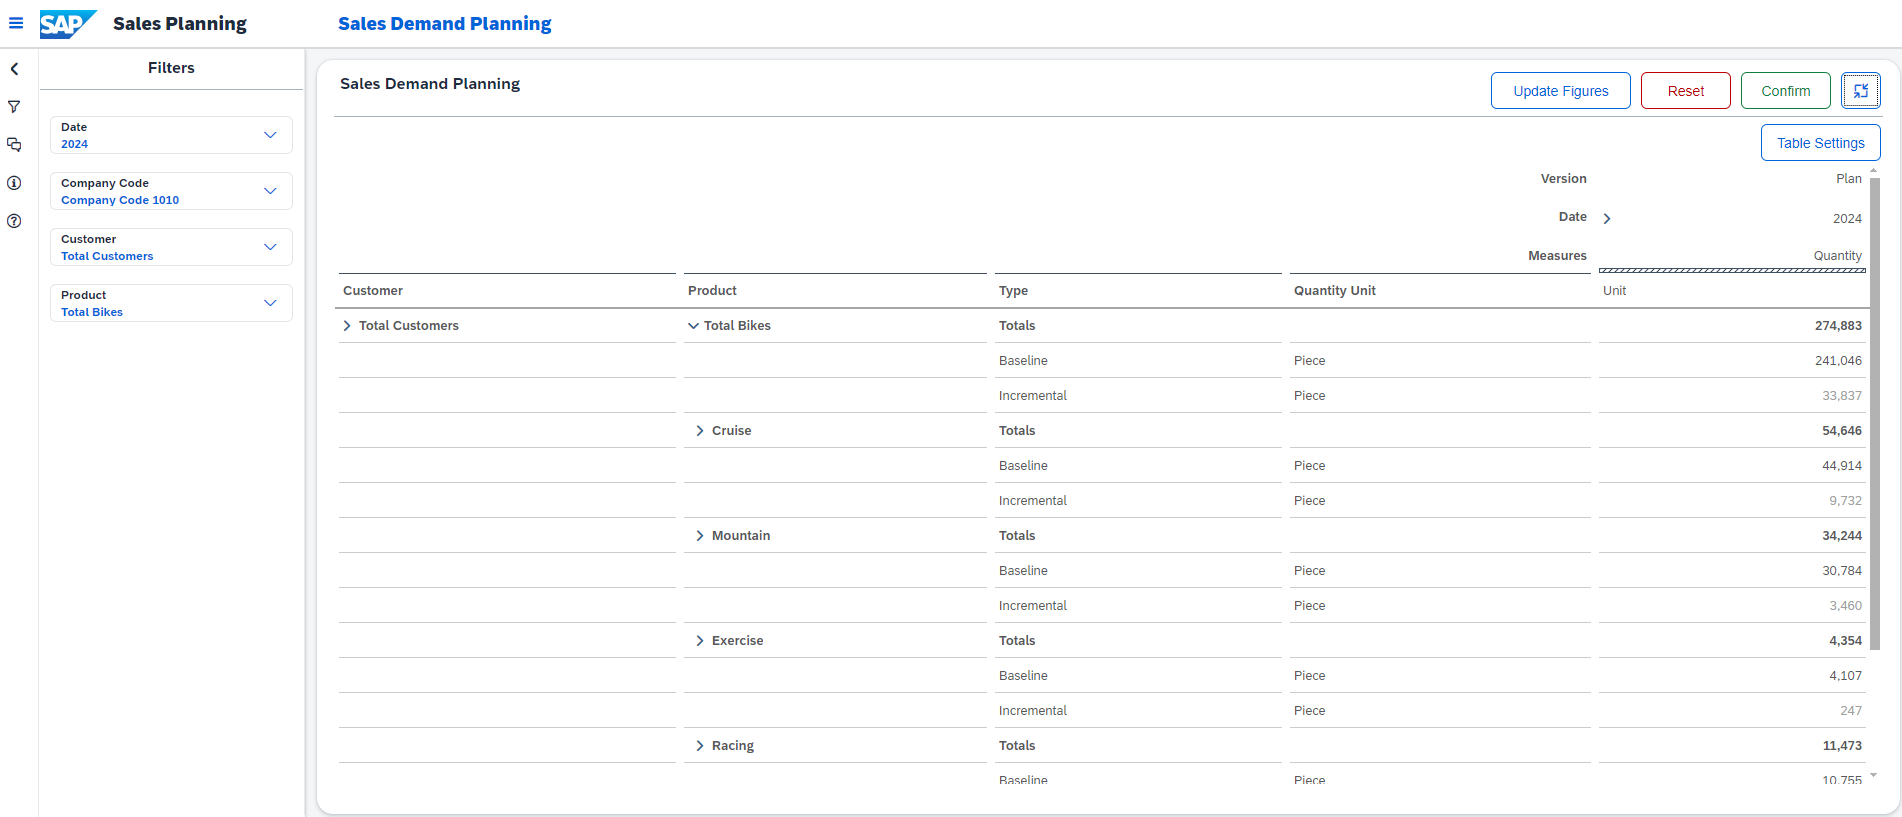 SAP Sales Planning Sales Demand Planning
Filters
Date
2024
Company Code
Company Code 1010
Customer
Total Customers
Product
Total Bikes
Sales Demand Planning
Update Figures Reset Confirm
Table Settings
Version Plan
Date 2024
Measures Quantity
Customer Product Type Quantity Unit Unit
Total Customers Total Bikes Totals 274,883
Baseline Piece 241,046
Incremental Piece 33,837
Cruise Totals 54,646
Baseline Piece 44,914
Incremental Piece 9,732
Mountain Totals 34,244
Baseline Piece 30,784
Incremental Piece 3,460
Exercise Totals 4,354
Baseline Piece 4,107
Incremental Piece 247
Racing Totals 11,473
Baseline Piece 10,755